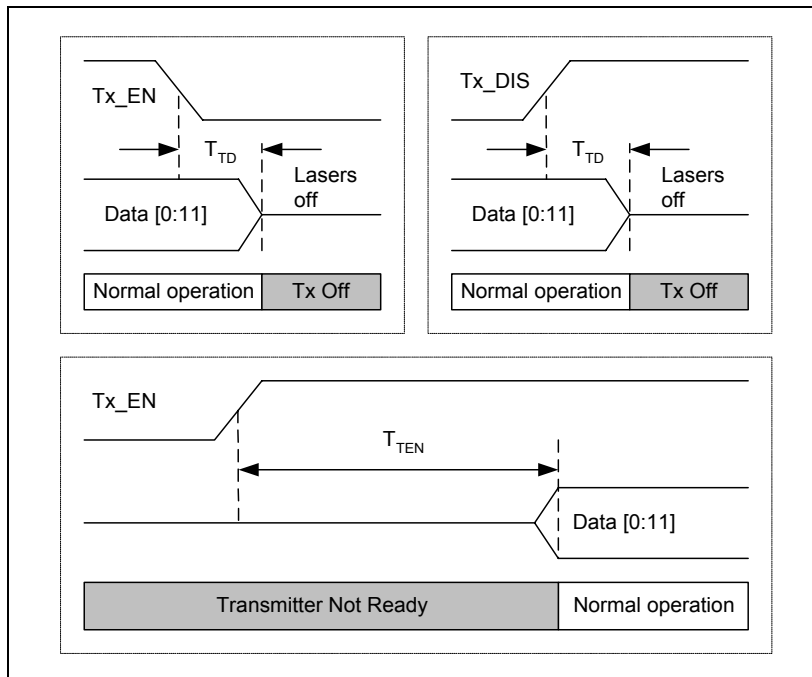 Tx_EN
T_TD
Lasers
off
Data [0:11]
Normal operation
Tx Off
Tx_DIS
T_TD
Lasers
off
Data [0:11]
Normal operation
Tx Off
Tx_EN
T_TEN
Data [0:11]
Transmitter Not Ready
Normal operation